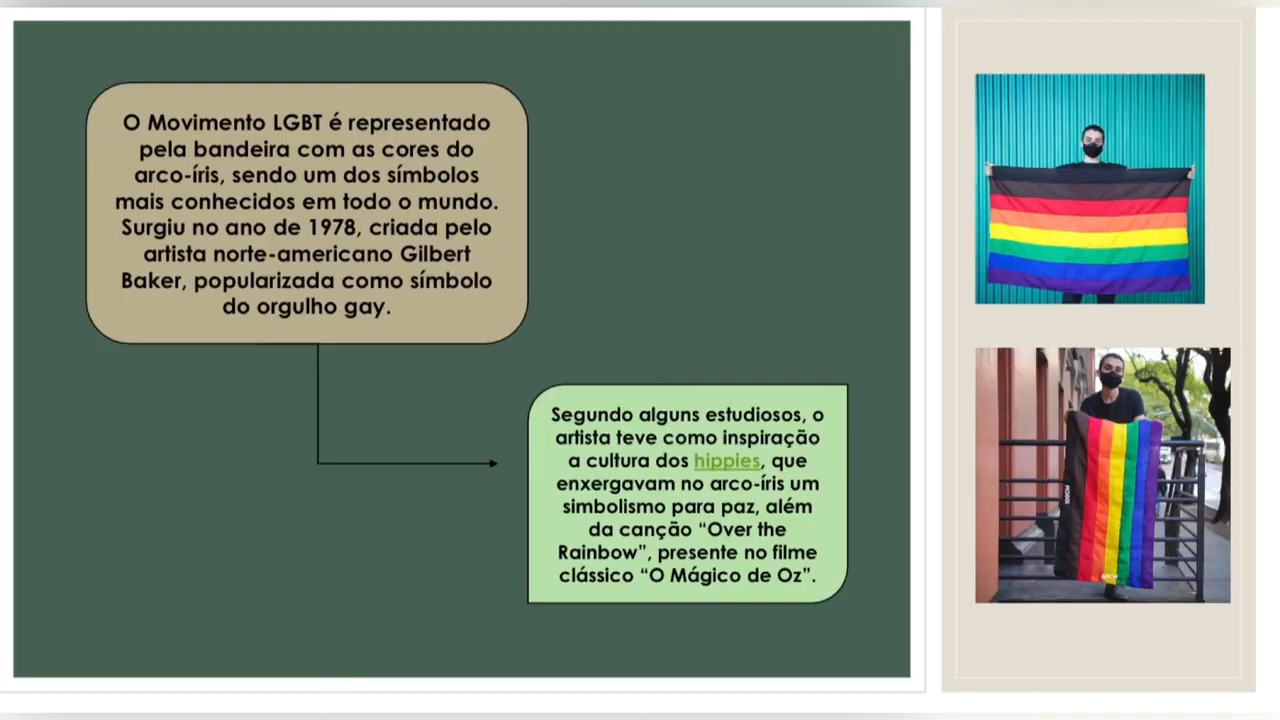 O Movimento LGBT é representado
pela bandeira com as cores do
arco-íris, sendo um dos símbolos
mais conhecidos em todo o mundo.
Surgiu no ano de 1978, criada pelo
artista norte-americano Gilbert
Baker, popularizada como símbolo
do orgulho gay.
Segundo alguns estudiosos, o
artista teve como inspiração
a cultura dos hippies, que
enxergavam no arco-íris um
simbolismo para paz, além
da canção “Over the
Rainbow”, presente no filme
clássico “O Mágico de Oz”.